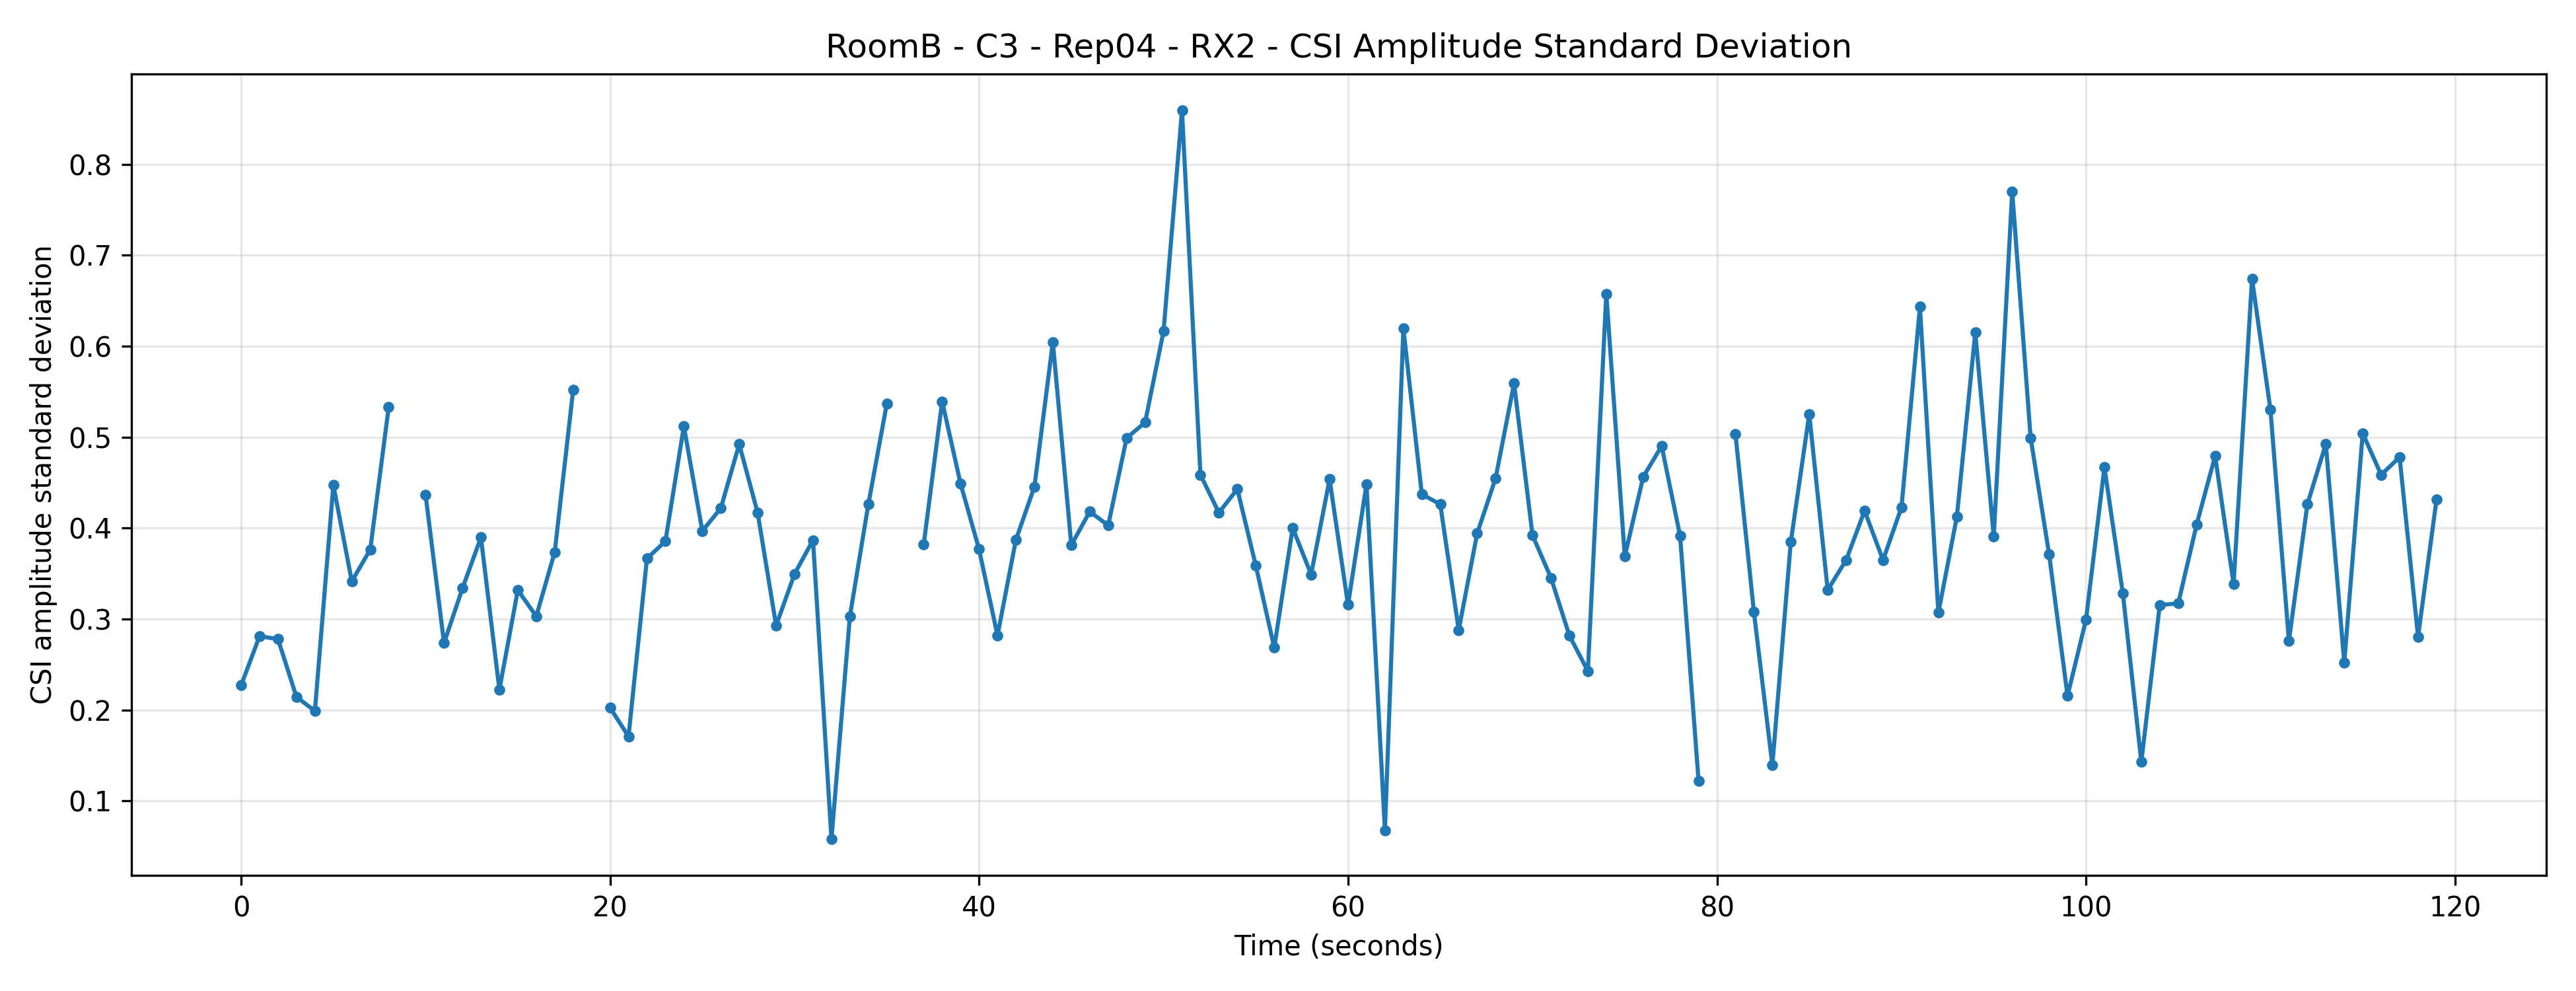 RoomB - C3 - Rep04 - RX2 - CSI Amplitude Standard Deviation
CSI amplitude standard deviation
0.8
0.7
0.6
0.5
0.4
0.3
0.2
0.1
0 20 40 60 80 100 120
Time (seconds)